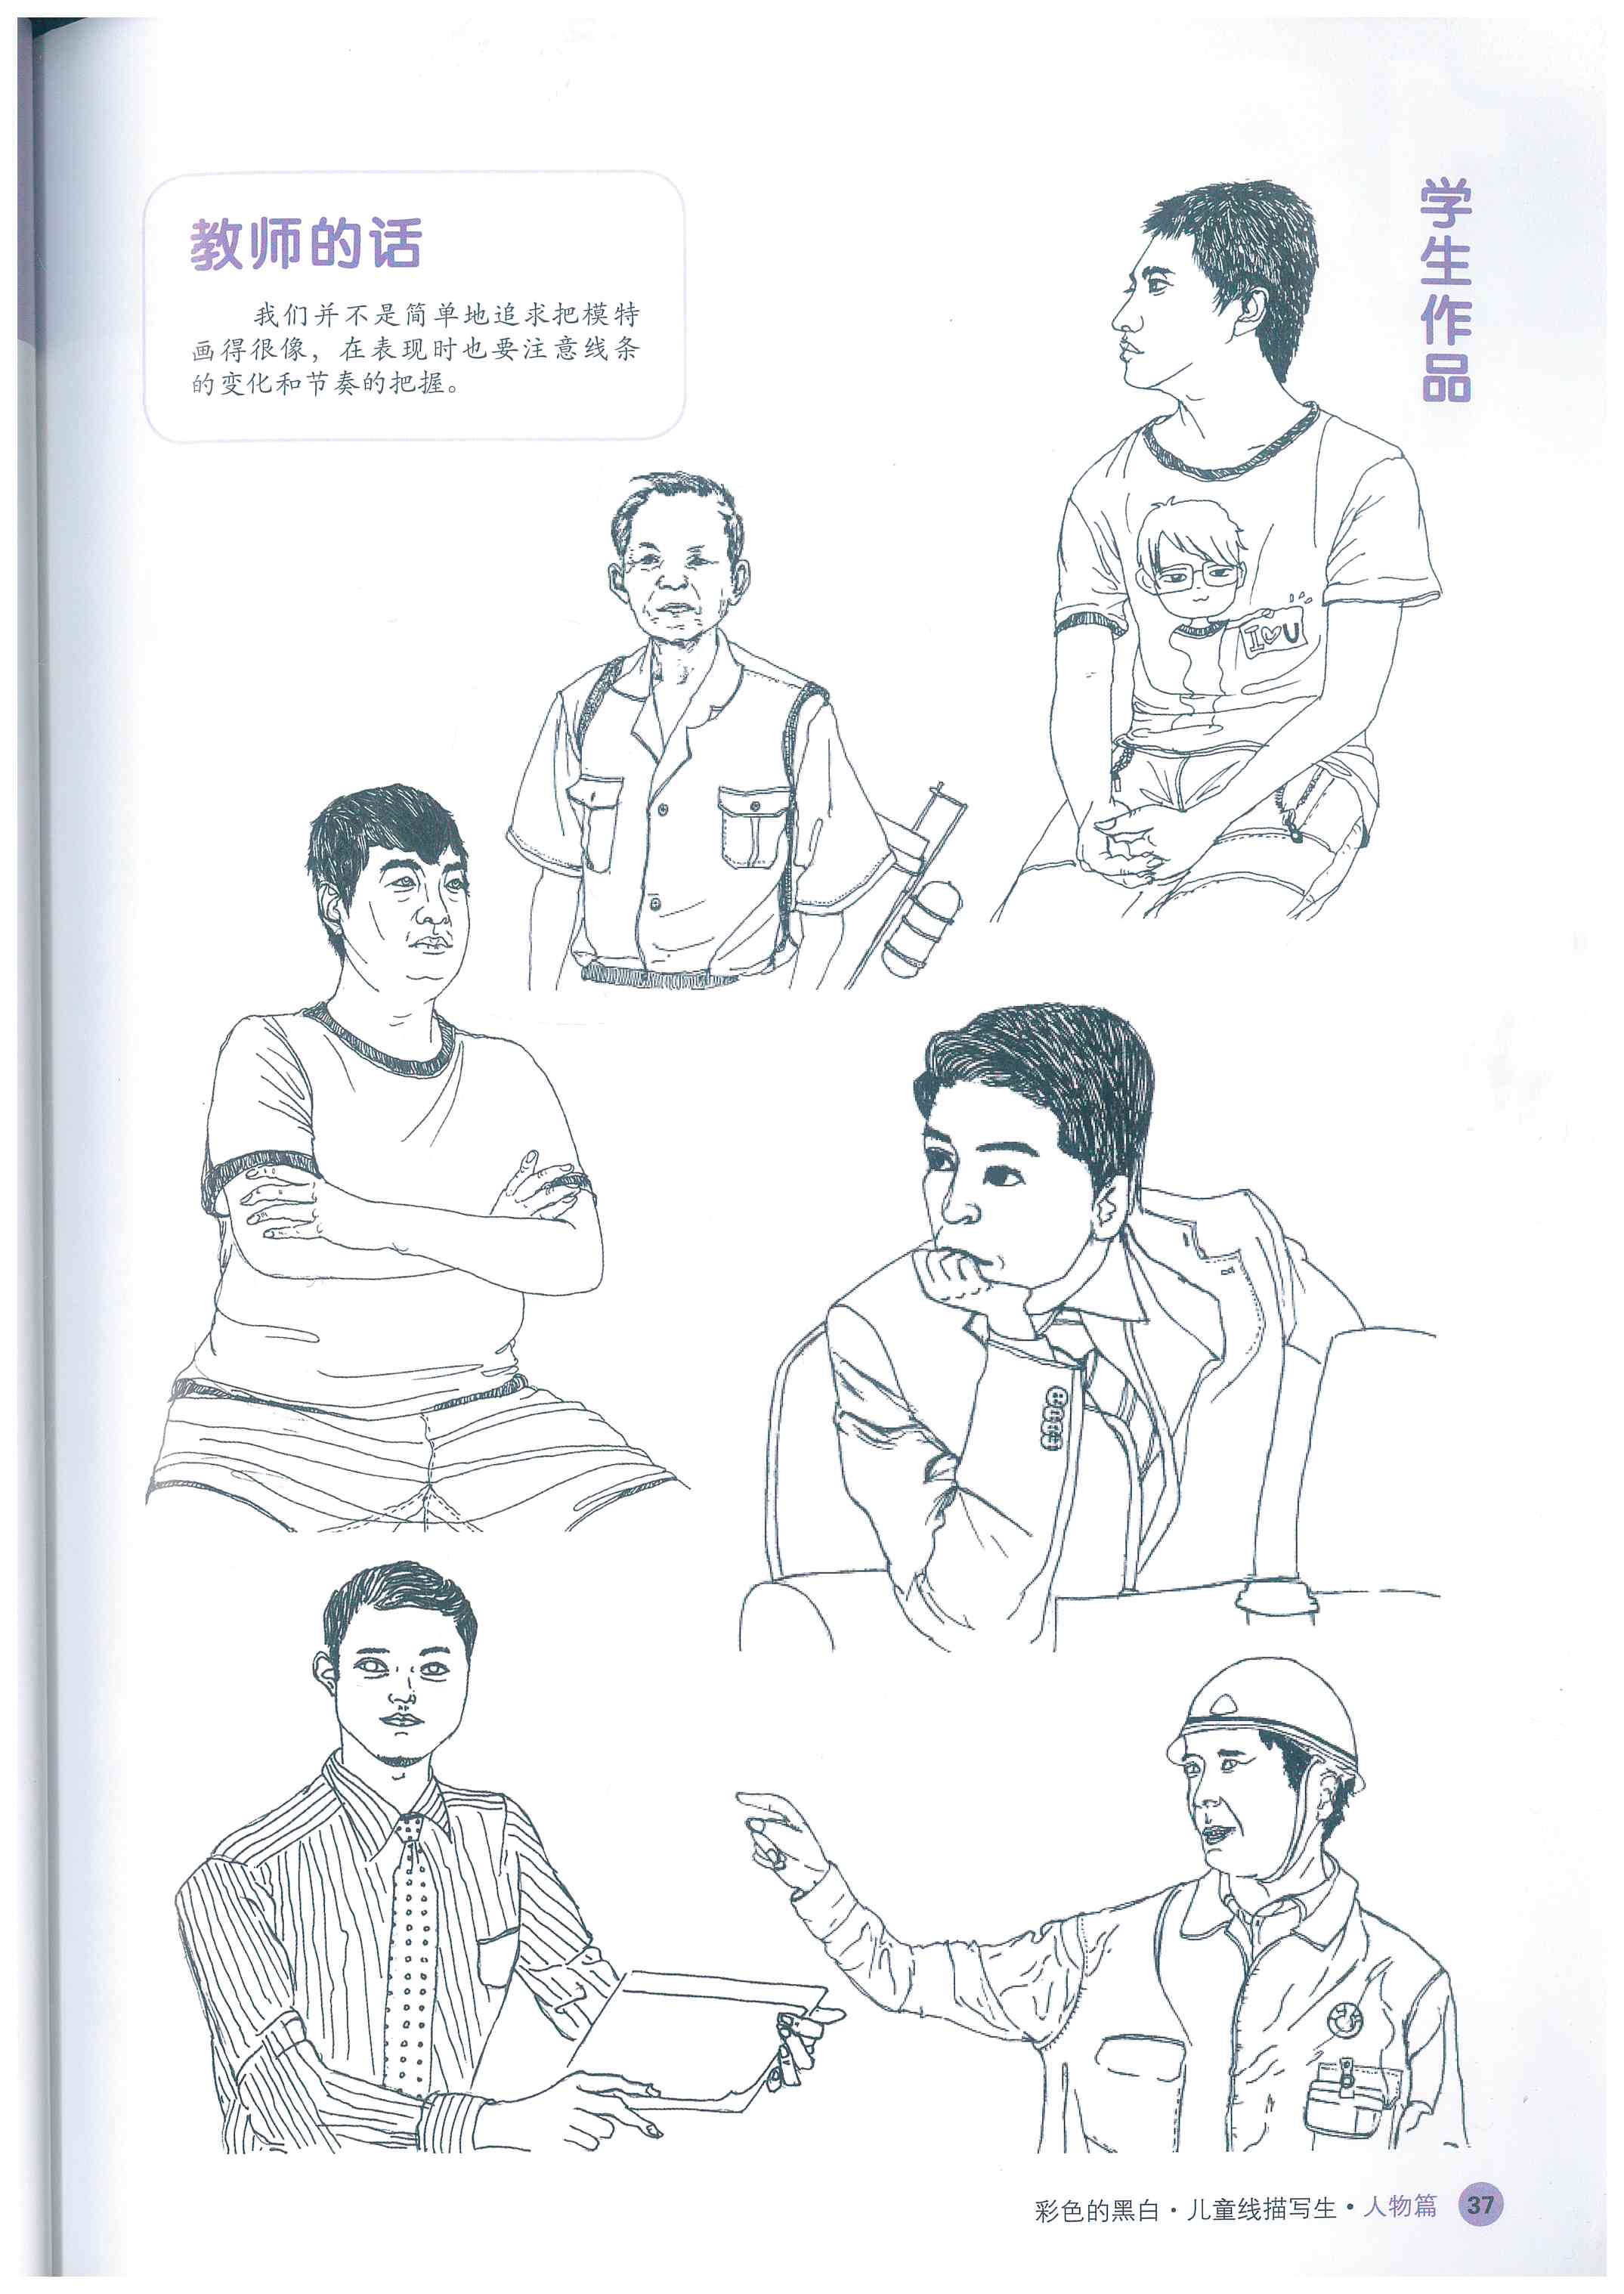 教师的话
我们并不是简单地追求把模特
画得很像，在表现时也要注意线条
的变化和节奏的把握。
学生作品
I♡U
彩色的黑白·儿童线描写生·人物篇 37